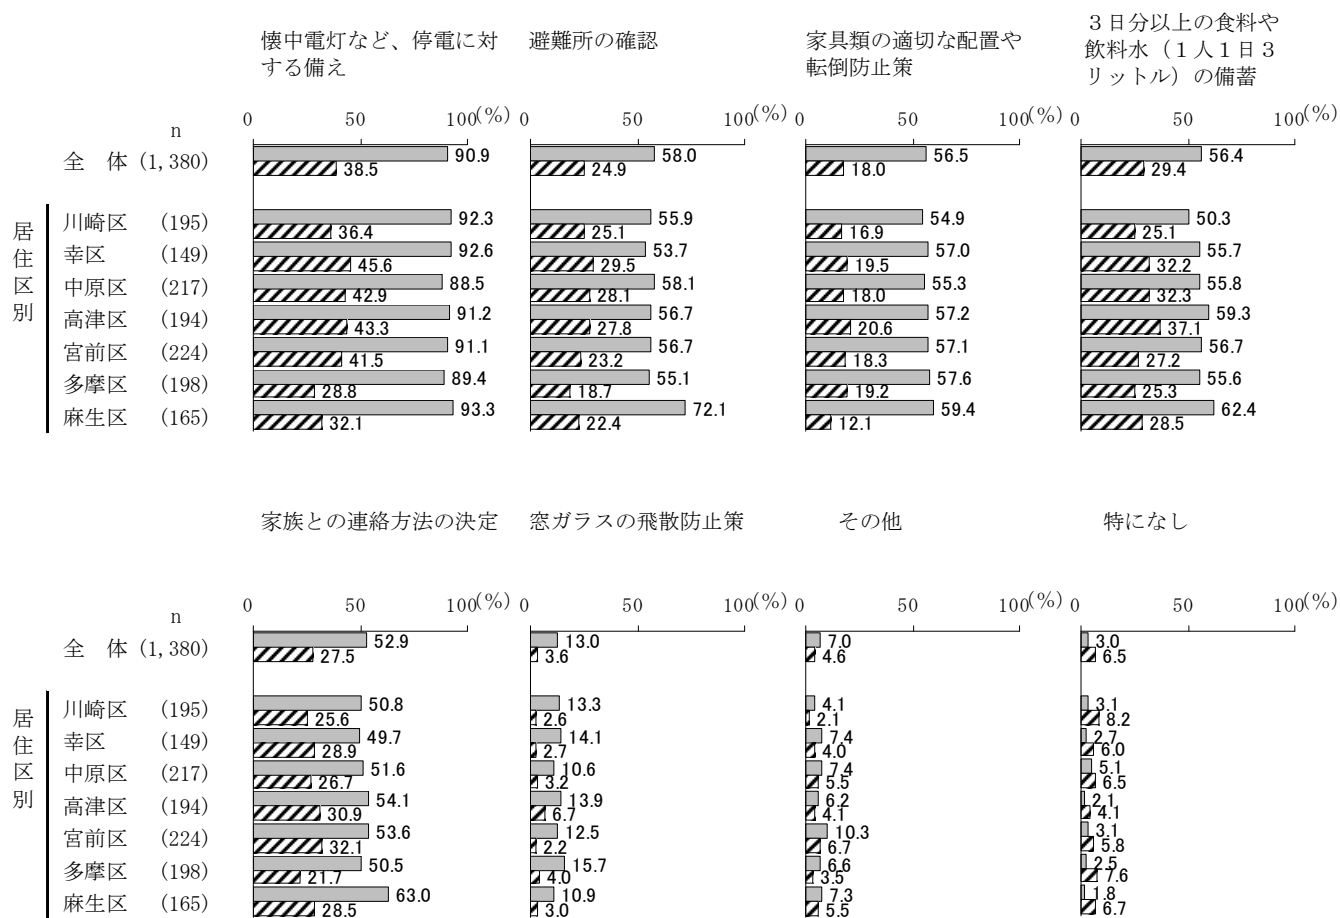 懐中電灯など、停電に対
する備え
避難所の確認
家具類の適切な配置や
転倒防止策
３日分以上の食料や
飲料水（１人１日３
リットル）の備蓄
n
0 50 100(%) 0 50 100(%) 0 50 100(%) 0 50 100(%)
全　体 (1,380) 90.9 38.5 58.0 24.9 56.5 18.0 56.4 29.4
居住区別
川崎区 (195) 92.3 36.4 55.9 25.1 54.9 16.9 50.3 25.1
幸区 (149) 92.6 45.6 53.7 29.5 57.0 19.5 55.7 32.2
中原区 (217) 88.5 42.9 58.1 28.1 55.3 18.0 55.8 32.3
高津区 (194) 91.2 43.3 56.7 27.8 57.2 20.6 59.3 37.1
宮前区 (224) 91.1 41.5 56.7 23.2 57.1 18.3 56.7 27.2
多摩区 (198) 89.4 28.8 55.1 18.7 57.6 19.2 55.6 25.3
麻生区 (165) 93.3 32.1 72.1 22.4 59.4 12.1 62.4 28.5
家族との連絡方法の決定
窓ガラスの飛散防止策
その他
特になし
n
0 50 100(%) 0 50 100(%) 0 50 100(%) 0 50 100(%)
全　体 (1,380) 52.9 27.5 13.0 3.6 7.0 4.6 3.0 6.5
居住区別
川崎区 (195) 50.8 25.6 13.3 2.6 4.1 2.1 3.1 8.2
幸区 (149) 49.7 28.9 14.1 2.7 7.4 4.0 2.7 6.0
中原区 (217) 51.6 26.7 10.6 3.2 7.4 5.5 5.1 6.5
高津区 (194) 54.1 30.9 13.9 6.7 6.2 4.1 2.1 4.1
宮前区 (224) 53.6 32.1 12.5 2.2 10.3 6.7 3.1 5.8
多摩区 (198) 50.5 21.7 15.7 4.0 6.6 3.5 2.5 7.6
麻生区 (165) 63.0 28.5 10.9 3.0 7.3 5.5 1.8 6.7